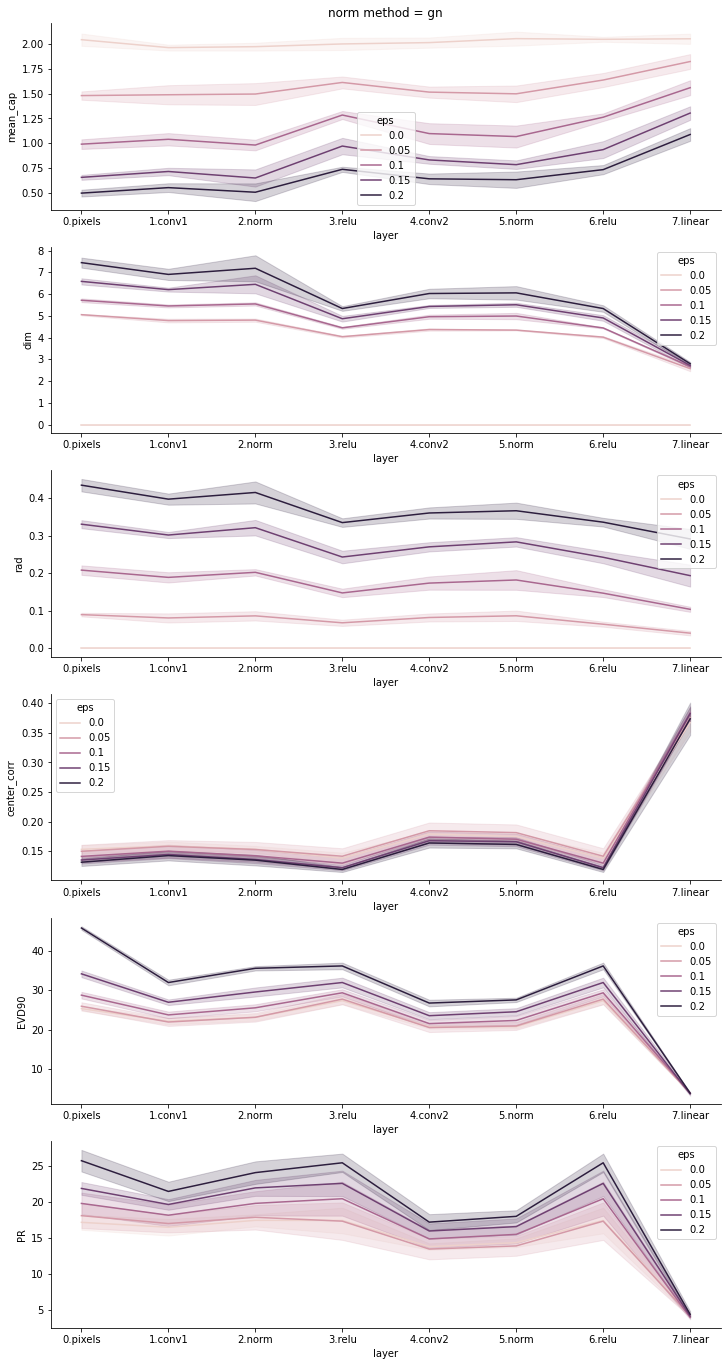 norm method = gn
mean_cap
2.00
1.75
1.50
1.25
1.00
0.75
0.50
eps
0.0
0.05
0.1
0.15
0.2
0.pixels 1.conv1 2.norm 3.relu 4.conv2 5.norm 6.relu 7.linear
layer
dim
8
7
6
5
4
3
2
1
0
eps
0.0
0.05
0.1
0.15
0.2
0.pixels 1.conv1 2.norm 3.relu 4.conv2 5.norm 6.relu 7.linear
layer
rad
0.4
0.3
0.2
0.1
0.0
eps
0.0
0.05
0.1
0.15
0.2
0.pixels 1.conv1 2.norm 3.relu 4.conv2 5.norm 6.relu 7.linear
layer
center_corr
0.40
0.35
0.30
0.25
0.20
0.15
eps
0.0
0.05
0.1
0.15
0.2
0.pixels 1.conv1 2.norm 3.relu 4.conv2 5.norm 6.relu 7.linear
layer
EVD90
40
30
20
10
eps
0.0
0.05
0.1
0.15
0.2
0.pixels 1.conv1 2.norm 3.relu 4.conv2 5.norm 6.relu 7.linear
layer
PR
25
20
15
10
5
eps
0.0
0.05
0.1
0.15
0.2
0.pixels 1.conv1 2.norm 3.relu 4.conv2 5.norm 6.relu 7.linear
layer